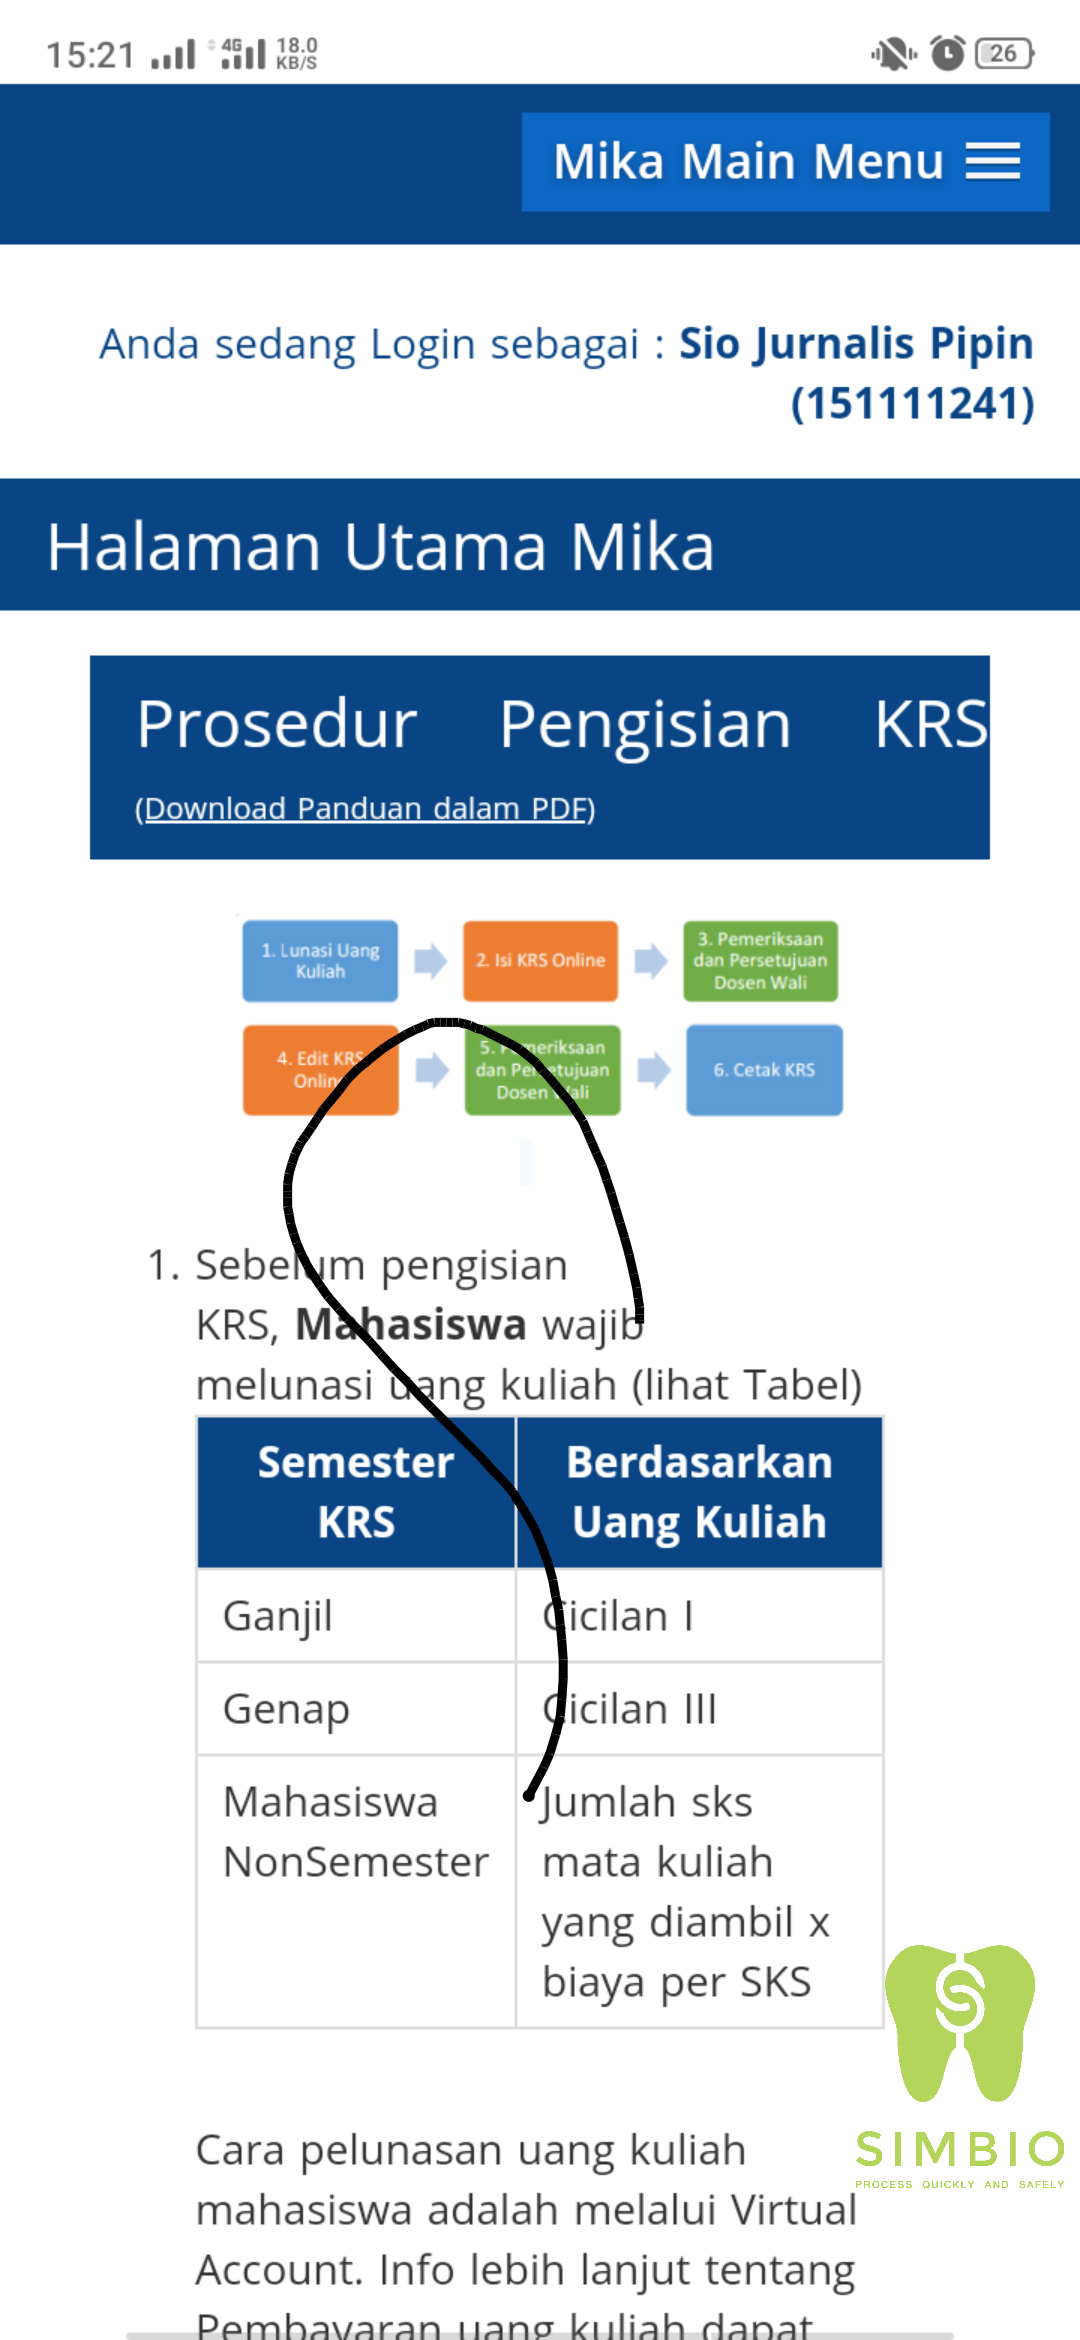 15:21 4G 18.0 KB/S 26
Mika Main Menu
Anda sedang Login sebagai : Sio Jurnalis Pipin
(151111241)
Halaman Utama Mika
Prosedur Pengisian KRS
(Download Panduan dalam PDF)
1. Lunasi Uang
Kuliah
2. Isi KRS Online
3. Pemeriksaan
dan Persetujuan
Dosen Wali
4. Edit KRS
Online
5. Pemeriksaan
dan Persetujuan
Dosen Wali
6. Cetak KRS
1. Sebelum pengisian
KRS, Mahasiswa wajib
melunasi uang kuliah (lihat Tabel)
Semester
KRS
Berdasarkan
Uang Kuliah
Ganjil
Cicilan I
Genap
Cicilan III
Mahasiswa
NonSemester
Jumlah sks
mata kuliah
yang diambil x
biaya per SKS
SIMBIO
PROCESS QUICKLY AND SAFELY
Cara pelunasan uang kuliah
mahasiswa adalah melalui Virtual
Account. Info lebih lanjut tentang
Pembayaran uang kuliah dapat